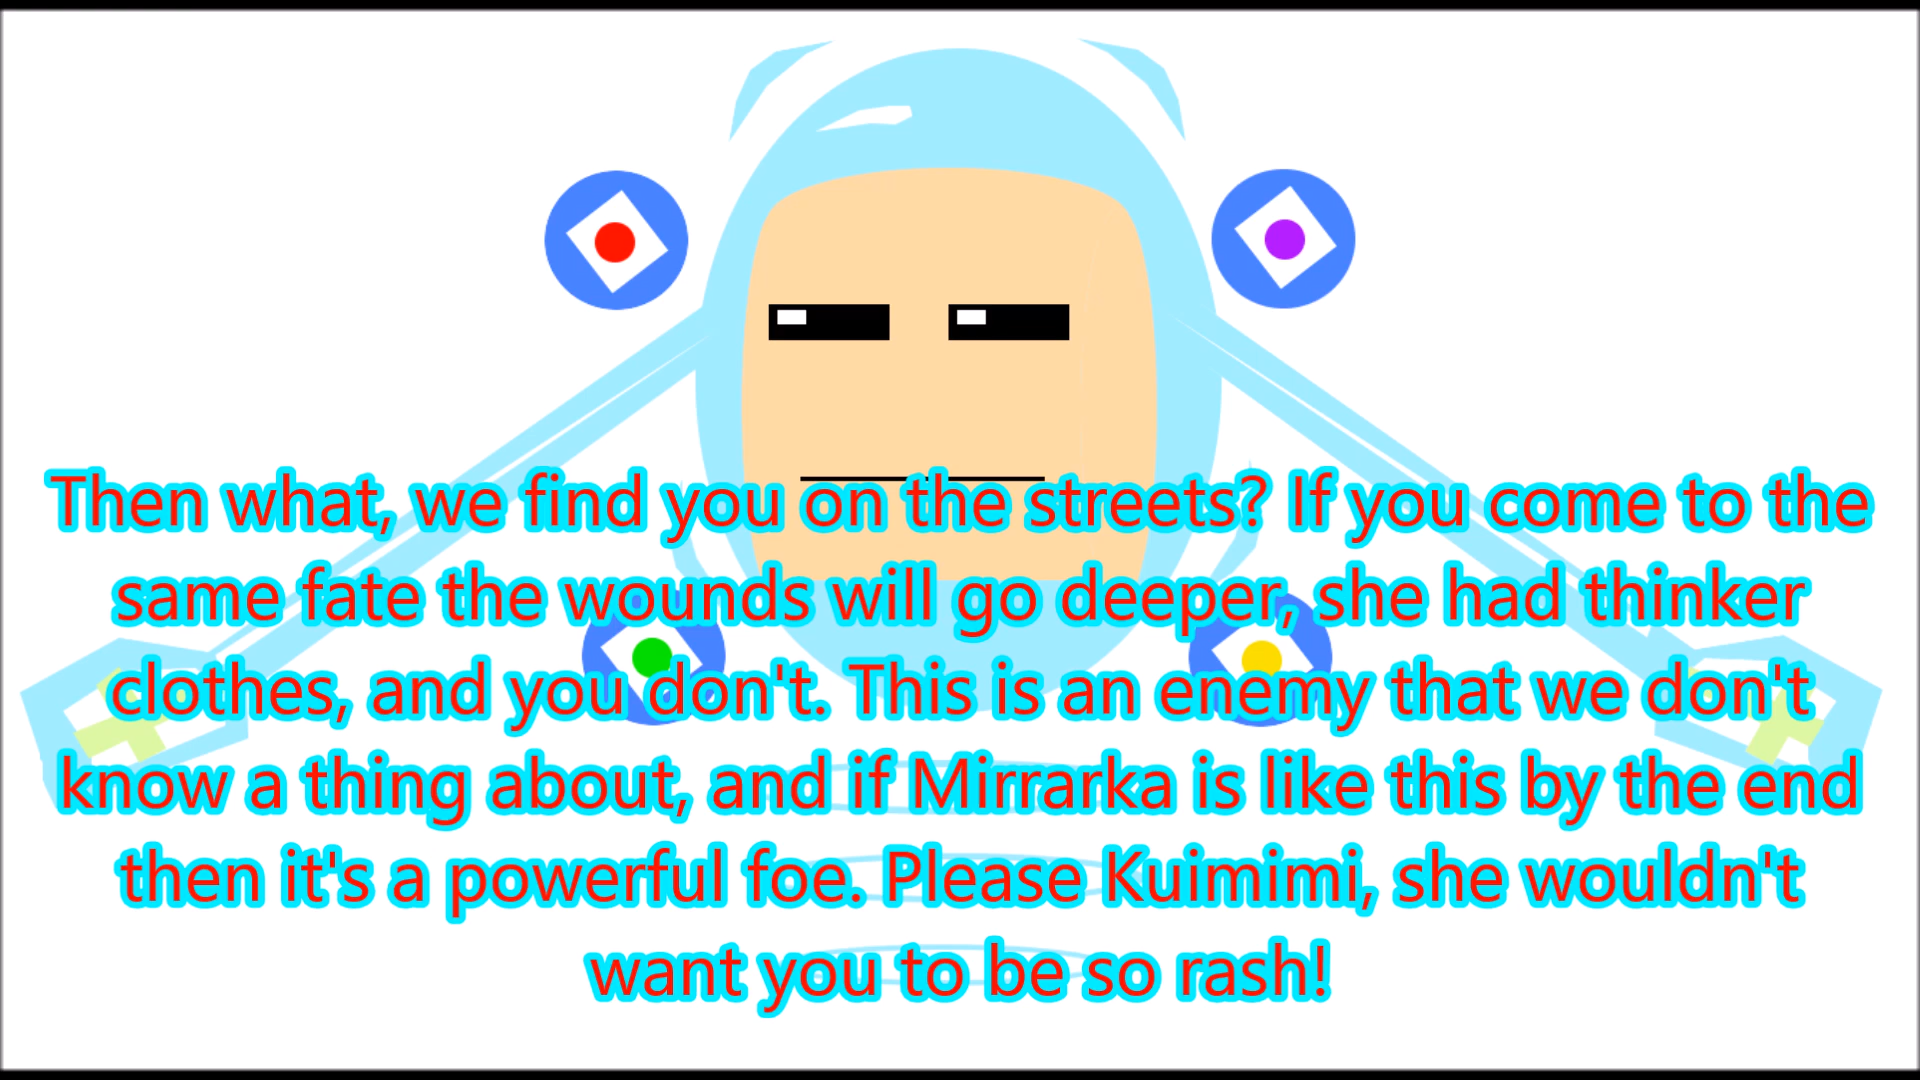 Then what, we find you on the streets? If you come to the
same fate the wounds will go deeper, she had thinker
clothes, and you don't. This is an enemy that we don't
know a thing about, and if Mirrarka is like this by the end
then it's a powerful foe. Please Kuimimi, she wouldn't
want you to be so rash!